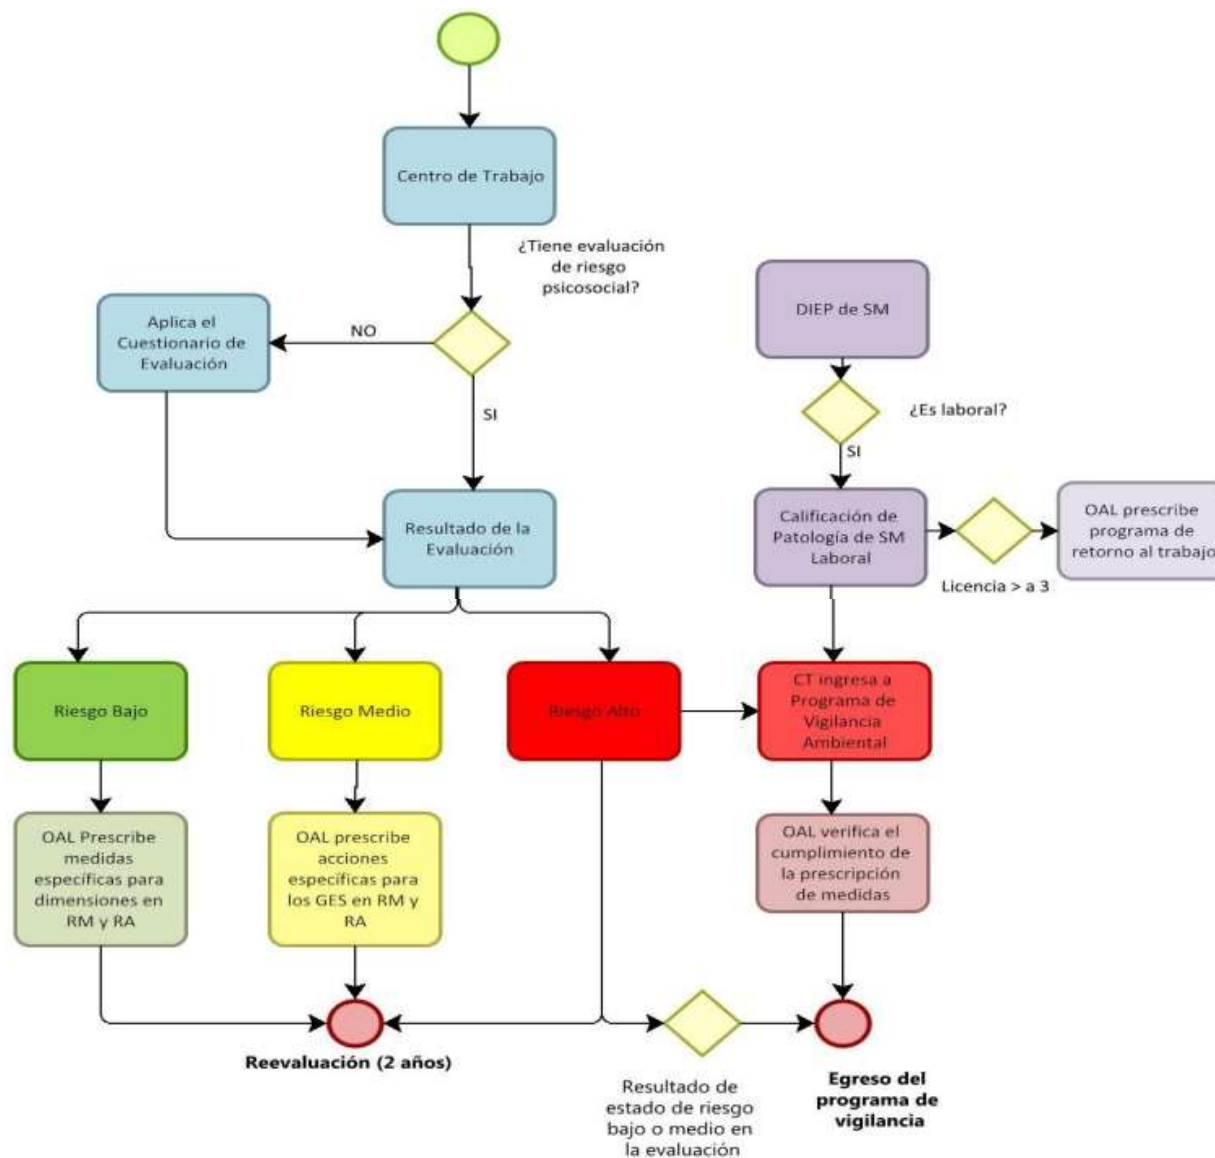 Centro de Trabajo
¿Tiene evaluación
de riesgo
psicosocial?
NO
Aplica el
Cuestionario de
Evaluación
SI
Resultado de la
Evaluación
DIEP de SM
¿Es laboral?
SI
Calificación de
Patología de SM
Laboral
Licencia > a 3
OAL prescribe
programa de
retorno al trabajo
Riesgo Bajo
Riesgo Medio
Riesgo Alto
CT ingresa a
Programa de
Vigilancia
Ambiental
OAL Prescribe
medidas
específicas para
dimensiones en
RM y RA
OAL prescribe
acciones
específicas para
los GES en RM y
RA
OAL verifica el
cumplimiento de
la prescripción
de medidas
Reevaluación (2 años)
Resultado de
estado de riesgo
bajo o medio en
la evaluación
Egreso del
programa de
vigilancia